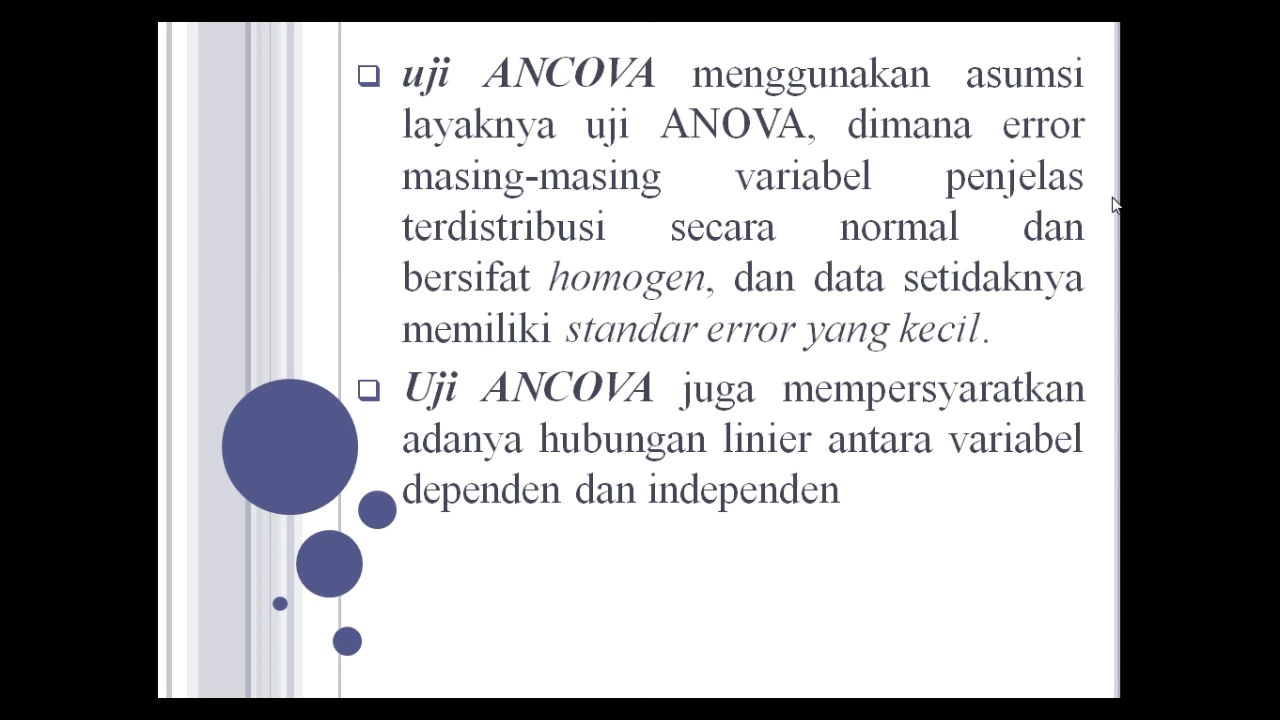 uji ANCOVA menggunakan asumsi
layaknya uji ANOVA, dimana error
masing-masing variabel penjelas
terdistribusi secara normal dan
bersifat homogen, dan data setidaknya
memiliki standar error yang kecil.
Uji ANCOVA juga mempersyaratkan
adanya hubungan linier antara variabel
dependen dan independen